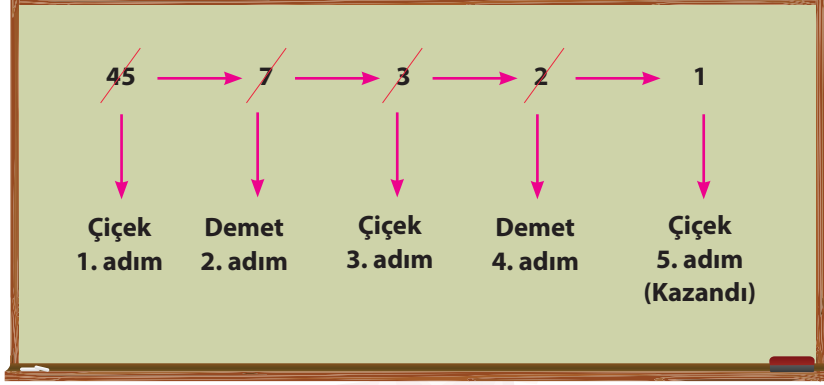 45 7 3 2 1
Çiçek Demet Çiçek Demet Çiçek
1. adım 2. adım 3. adım 4. adım 5. adım
(Kazandı)